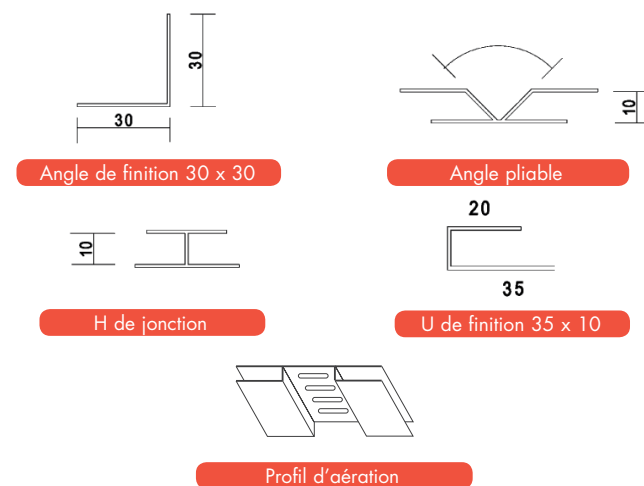 30
30
Angle de finition 30 x 30
10
Angle pliable
10
H de jonction
20
35
U de finition 35 x 10
Profil d’aération